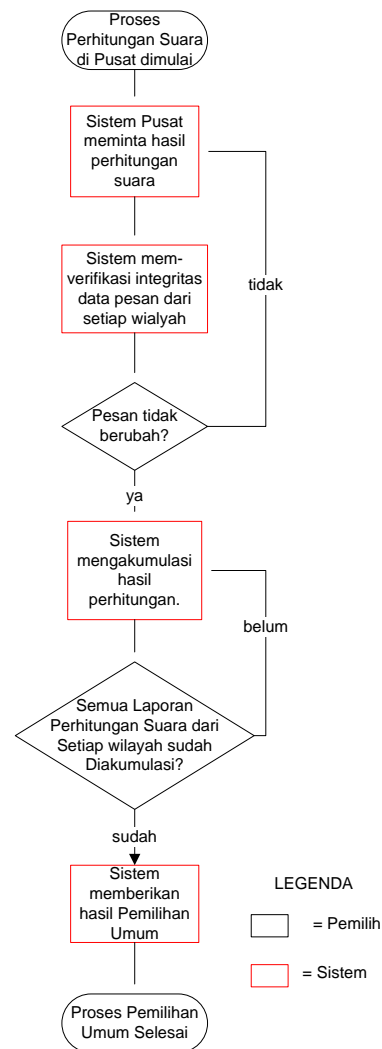 Proses
Perhitungan Suara
di Pusat dimulai
Sistem Pusat
meminta hasil
perhitungan
suara
Sistem mem-
verifikasi integritas
data pesan dari
setiap wialyah
tidak
Pesan tidak
berubah?
ya
Sistem
mengakumulasi
hasil
perhitungan.
belum
Semua Laporan
Perhitungan Suara dari
Setiap wilayah sudah
Diakumulasi?
sudah
Sistem
memberikan
hasil Pemilihan
Umum
LEGENDA
= Pemilih
= Sistem
Proses Pemilihan
Umum Selesai